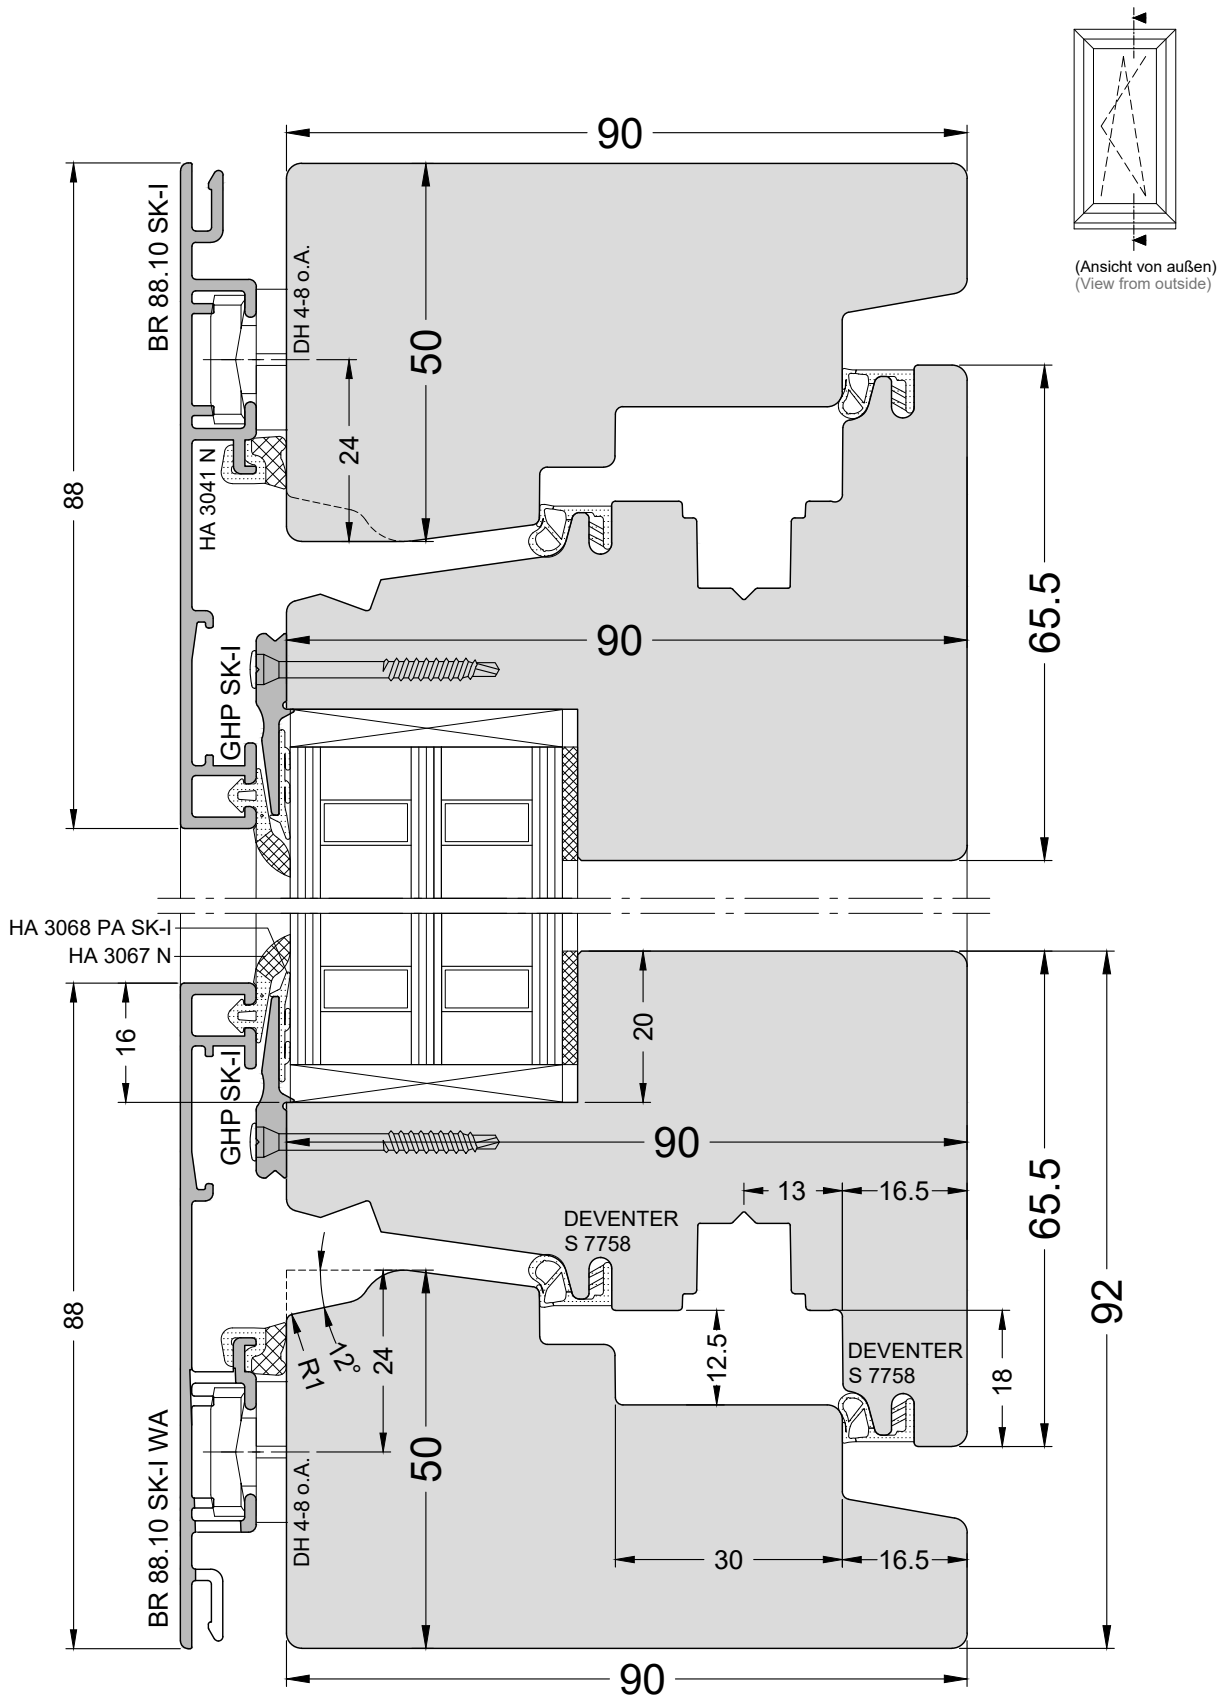 90
(Ansicht von außen)
(View from outside)
BR 88.10 SK-I
DH 4-8 o.A.
50
24
88
HA 3041 N
65.5
90
GHP SK-I
HA 3068 PA SK-I
HA 3067 N
16
20
GHP SK-I
90
13
16.5
DEVENTER
S 7758
65.5
92
88
R1
12°
24
12.5
DEVENTER
S 7758
18
BR 88.10 SK-I WA
50
DH 4-8 o.A.
30
16.5
90